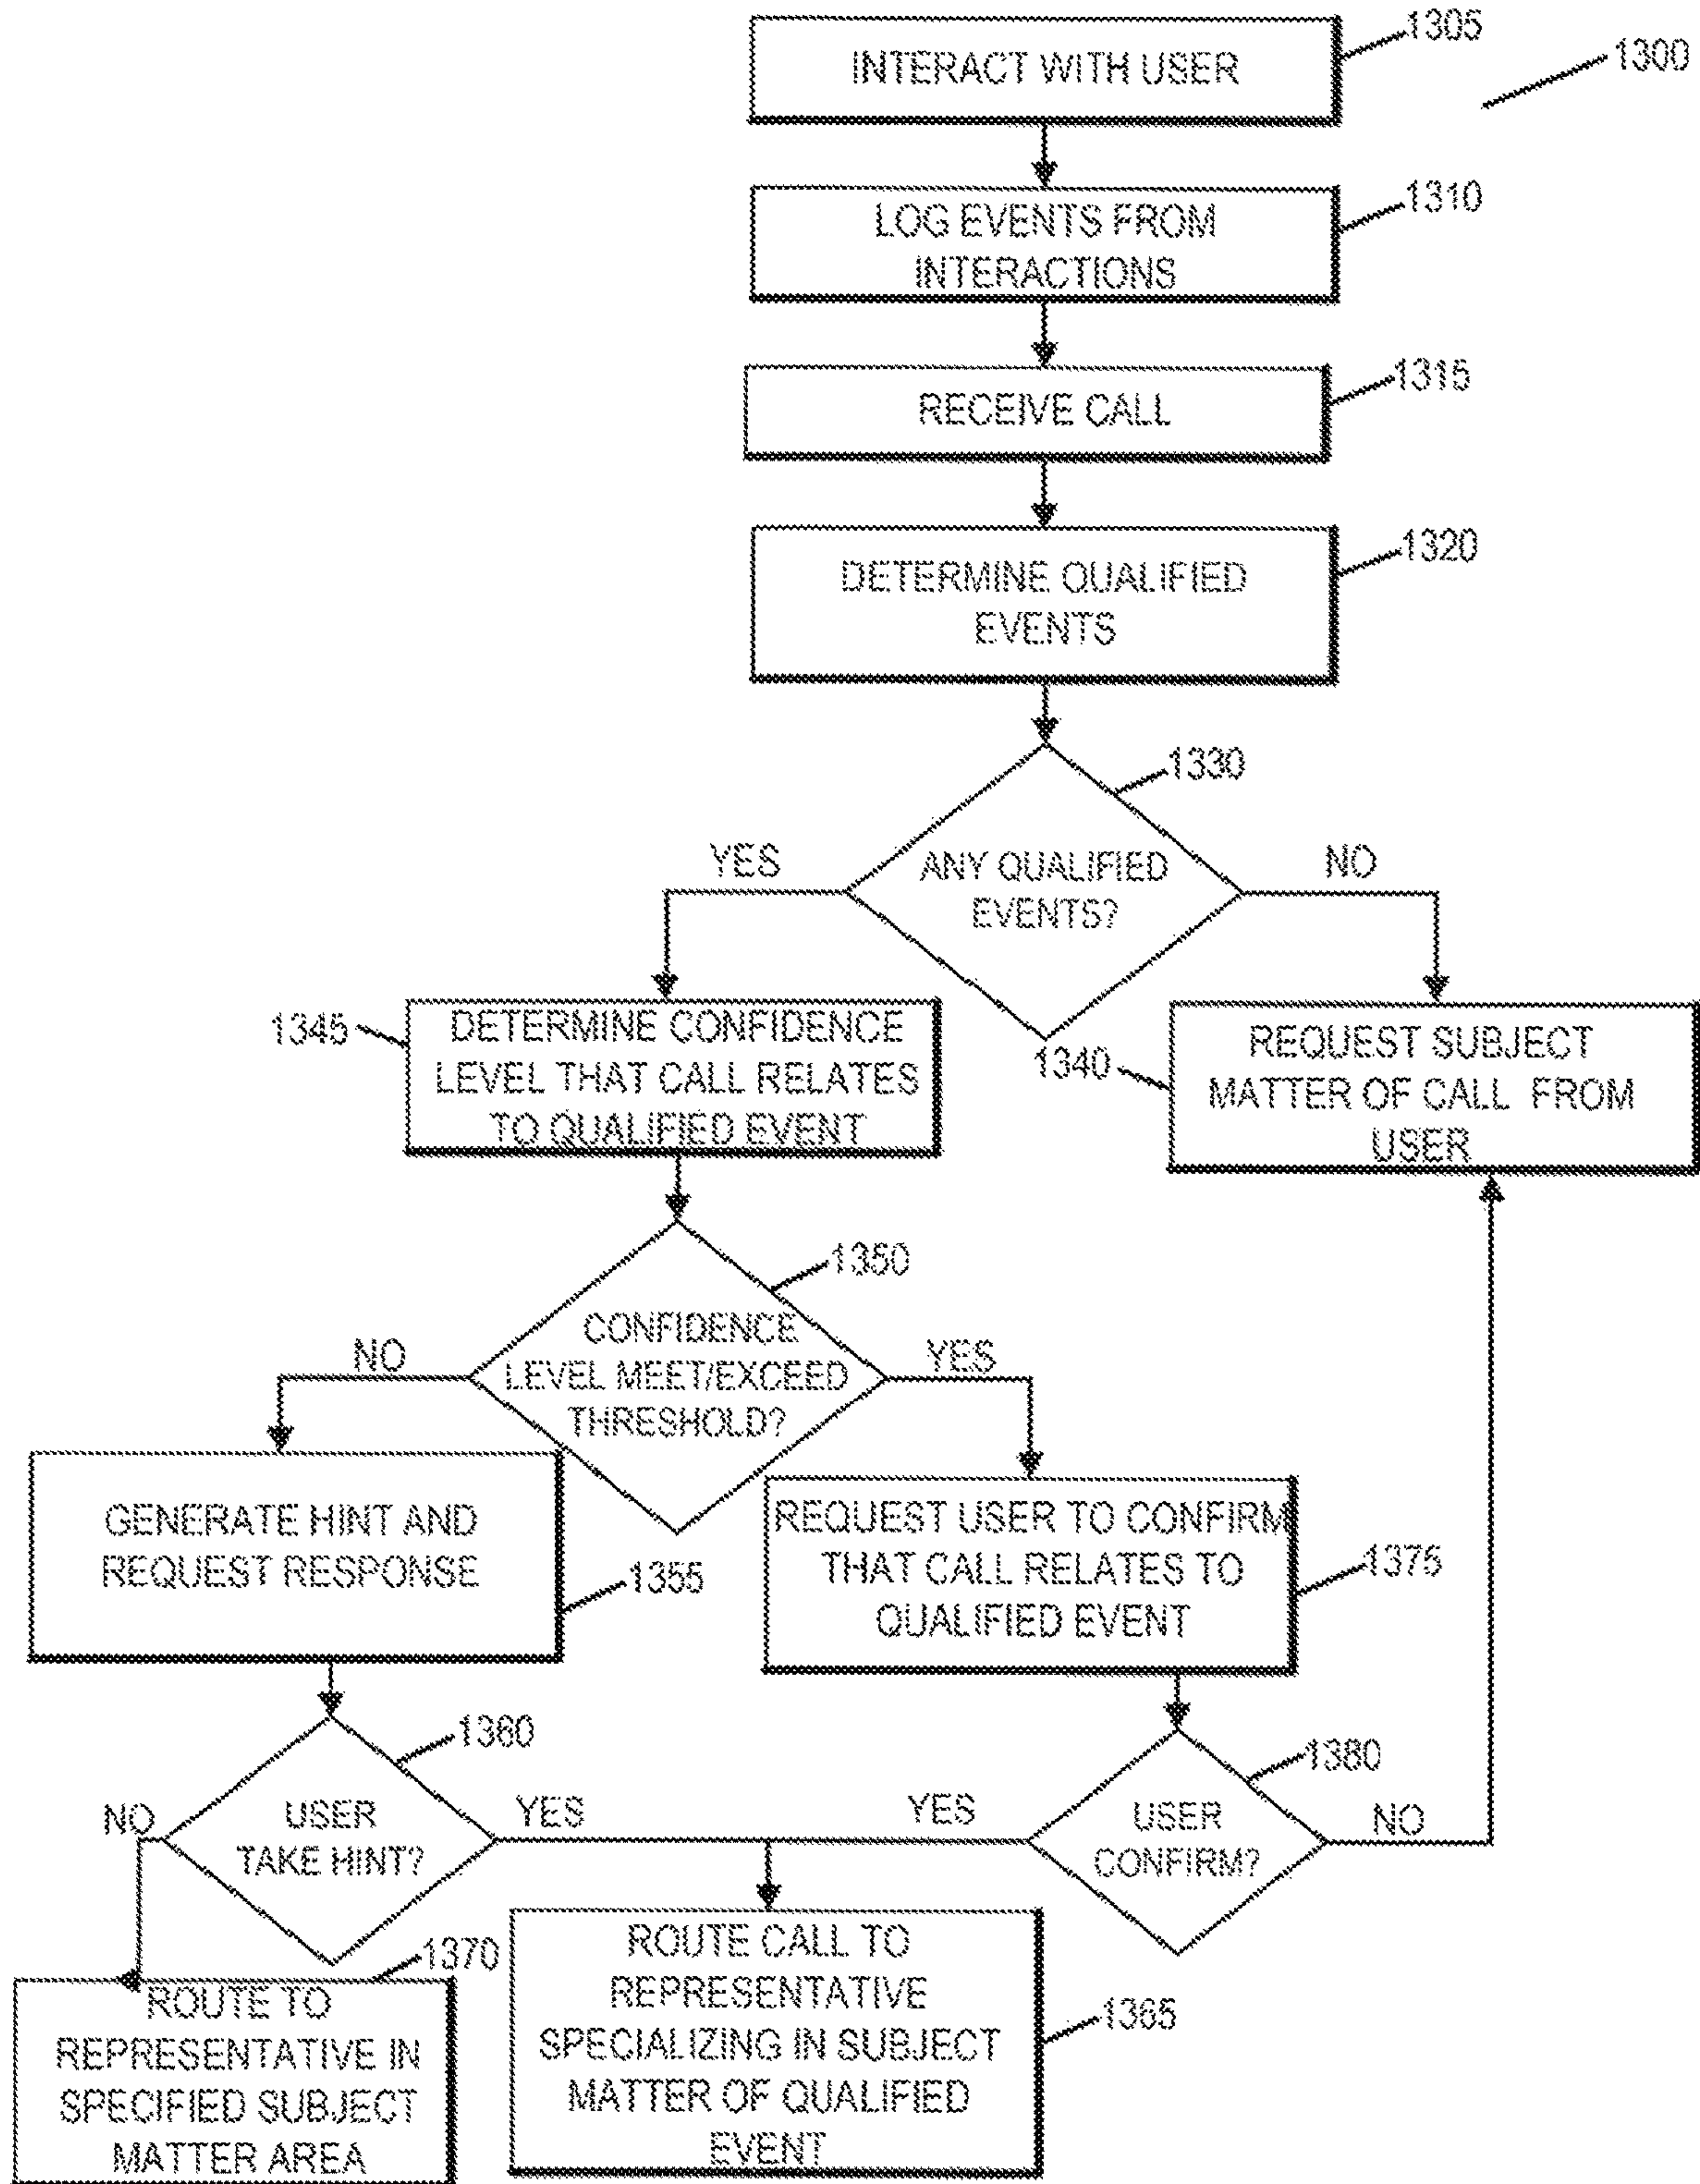 1305
1300
INTERACT WITH USER
1310
LOG EVENTS FROM
INTERACTIONS
1315
RECEIVE CALL
1320
DETERMINE QUALIFIED
EVENTS
1330
YES
ANY QUALIFIED
EVENTS?
NO
1345
DETERMINE CONFIDENCE
LEVEL THAT CALL RELATES
TO QUALIFIED EVENT
1340
REQUEST SUBJECT
MATTER OF CALL FROM
USER
1350
NO
CONFIDENCE
LEVEL MEET/EXCEED
THRESHOLD?
YES
GENERATE HINT AND
REQUEST RESPONSE
1355
REQUEST USER TO CONFIRM
THAT CALL RELATES TO
QUALIFIED EVENT
1375
1360
1380
NO
USER
TAKE HINT?
YES
YES
USER
CONFIRM?
NO
1370
ROUTE TO
REPRESENTATIVE IN
SPECIFIED SUBJECT
MATTER AREA
ROUTE CALL TO
REPRESENTATIVE
SPECIALIZING IN SUBJECT
MATTER OF QUALIFIED
EVENT
1365